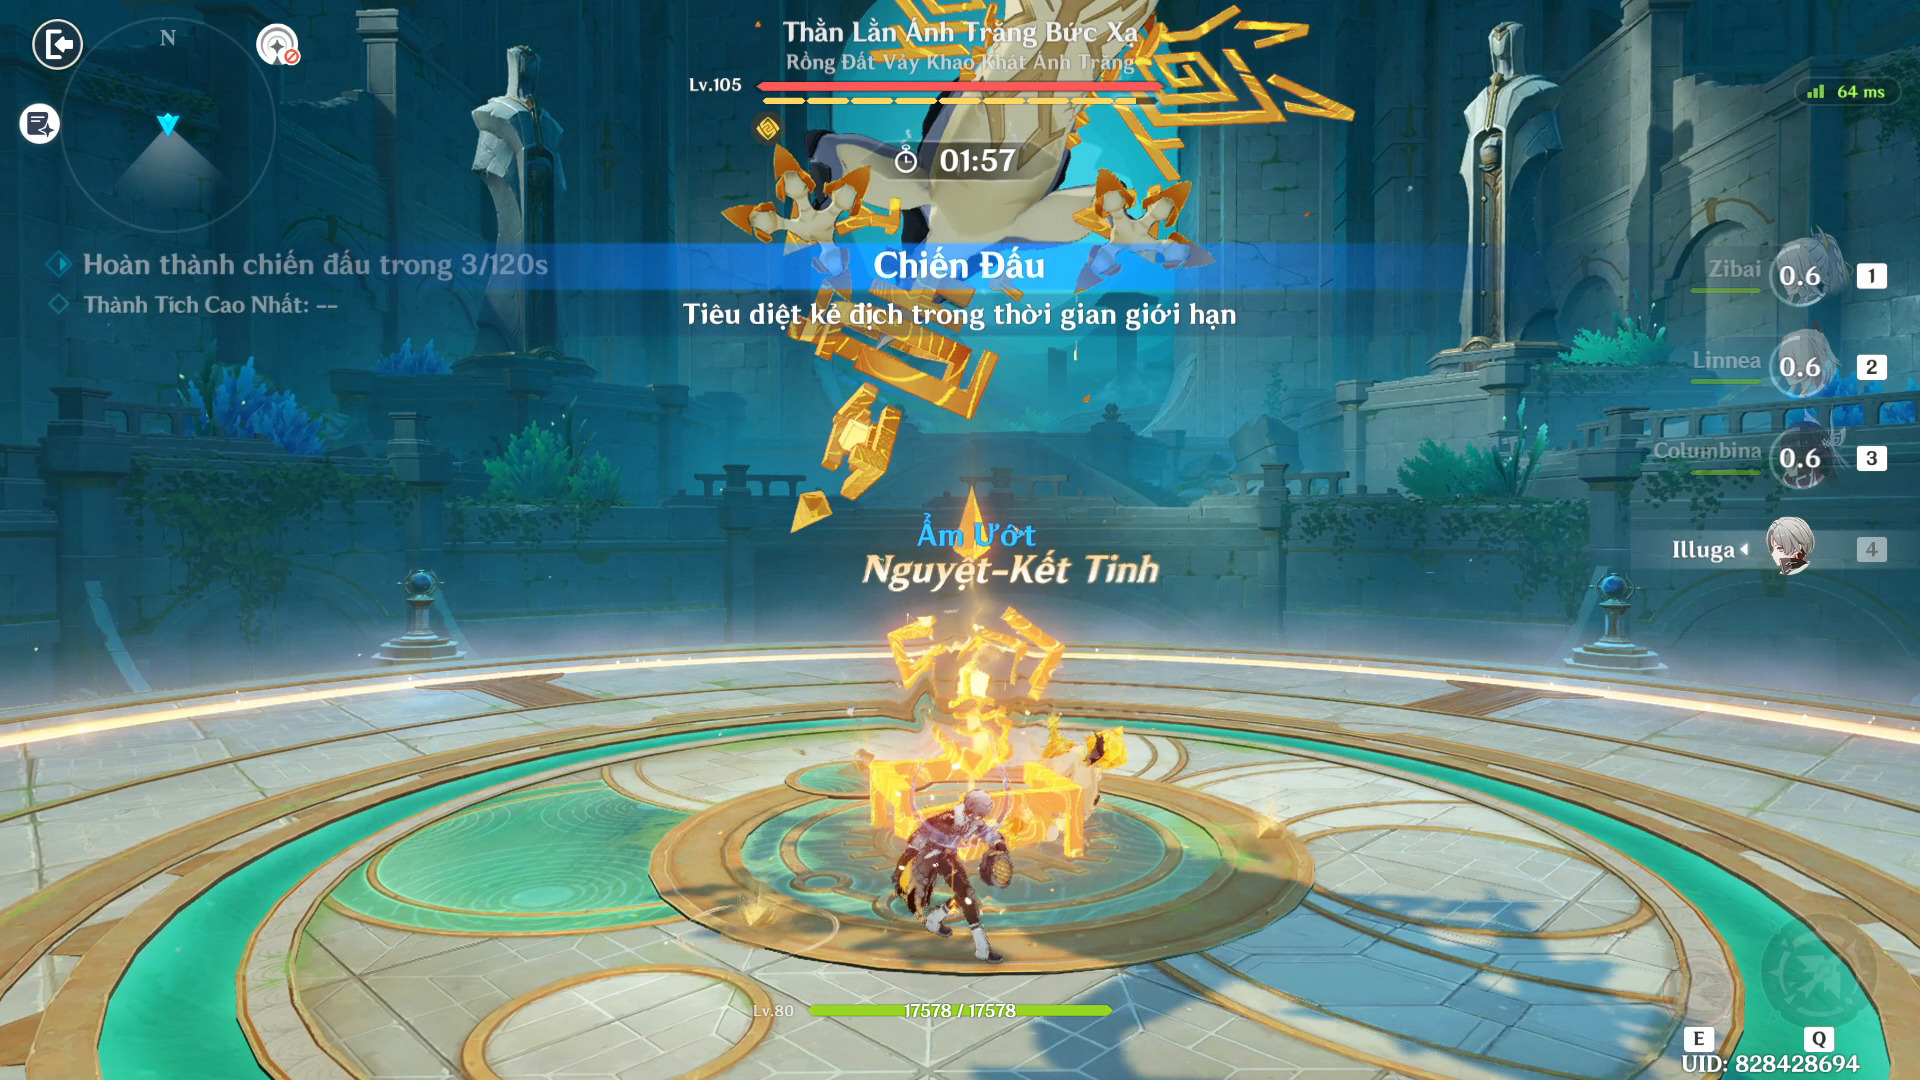 N
Thằn Lằn Ánh Trăng Bức Xạ
Rồng Đất Vảy Khao Khát Ánh Trăng
Lv.105
64 ms
01:57
Hoàn thành chiến đấu trong 3/120s
Thành Tích Cao Nhất: --
Chiến Đấu
Tiêu diệt kẻ địch trong thời gian giới hạn
Zibai 0.6 1
Linnea 0.6 2
Columbina 0.6 3
Illuga 4
Ẩm Ướt
Nguyệt-Kết Tinh
Lv.80 17578 / 17578
E Q
UID: 828428694